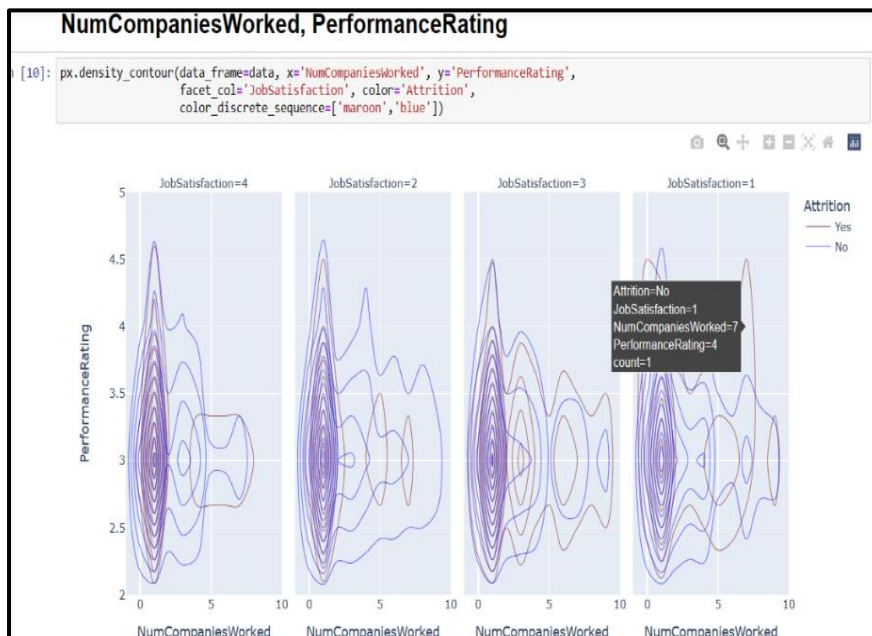 NumCompaniesWorked, PerformanceRating
[10]: px.density_contour(data_frame=data, x='NumCompaniesWorked', y='PerformanceRating',
facet_col='JobSatisfaction', color='Attrition',
color_discrete_sequence=['maroon','blue'])
JobSatisfaction=4 JobSatisfaction=2 JobSatisfaction=3 JobSatisfaction=1
Attrition
Yes
No
5
4.5
4
3.5
3
2.5
2
PerformanceRating
Attrition=No
JobSatisfaction=1
NumCompaniesWorked=7
PerformanceRating=4
count=1
0 5 10 0 5 10 0 5 10 0 5 10
NumCompaniesWorked NumCompaniesWorked NumCompaniesWorked NumCompaniesWorked